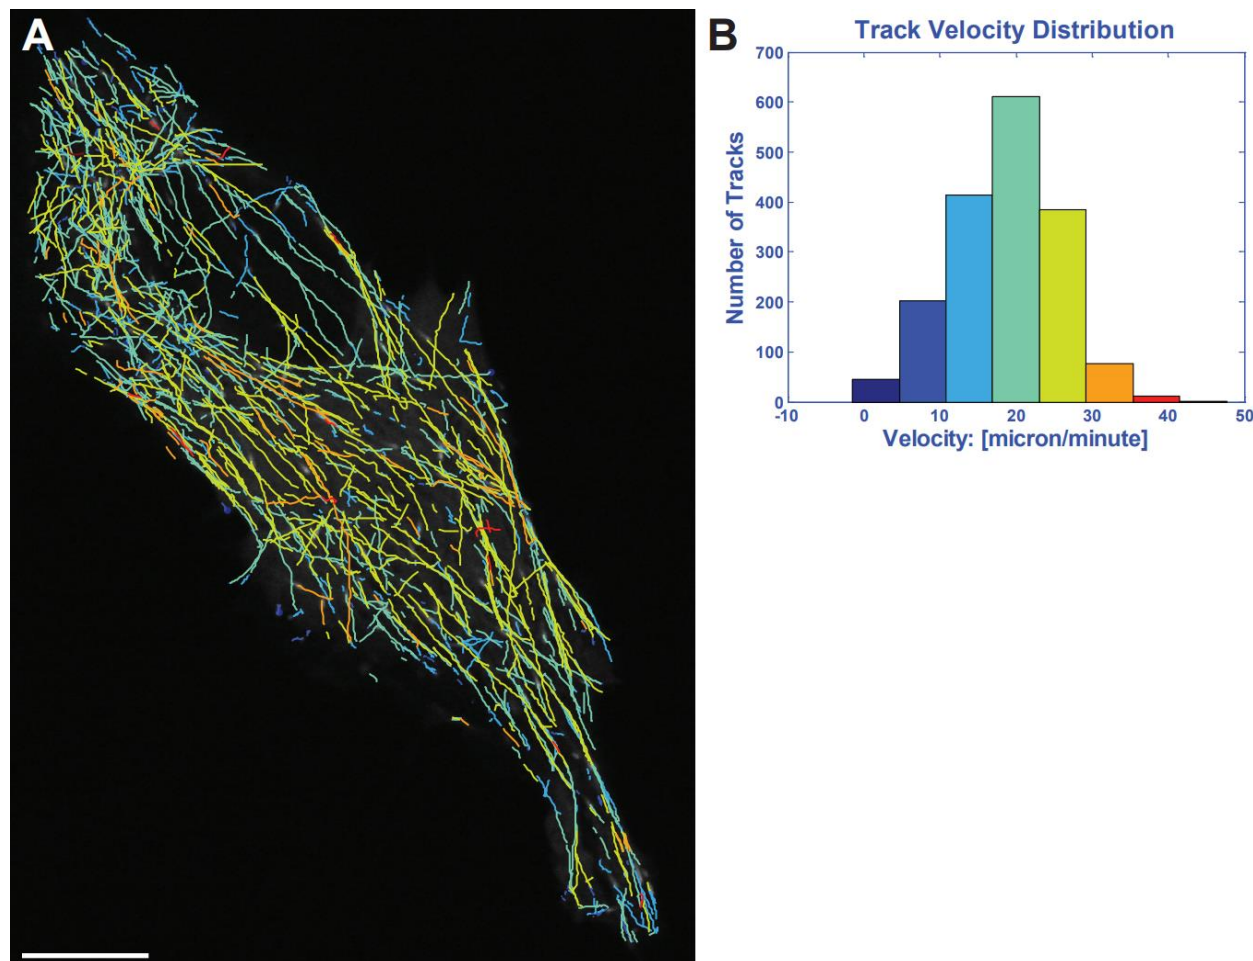 A
B
Track Velocity Distribution
Number of Tracks
700
600
500
400
300
200
100
0
-10 0 10 20 30 40 50
Velocity: [micron/minute]